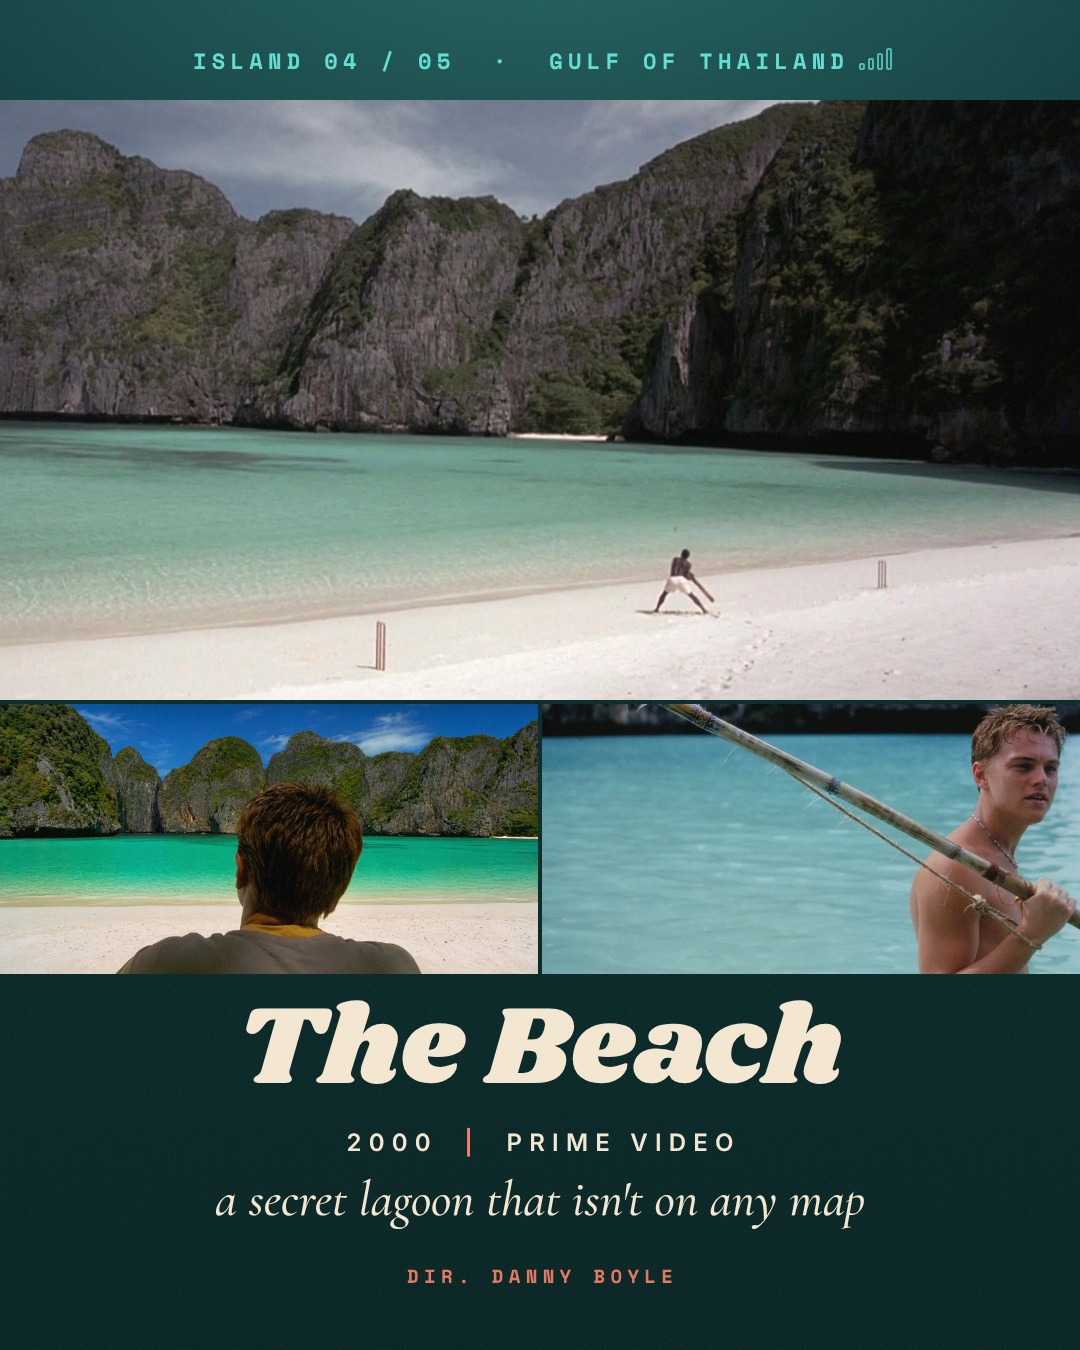 ISLAND 04 / 05 · GULF OF THAILAND
The Beach
2000 | PRIME VIDEO
a secret lagoon that isn't on any map
DIR. DANNY BOYLE